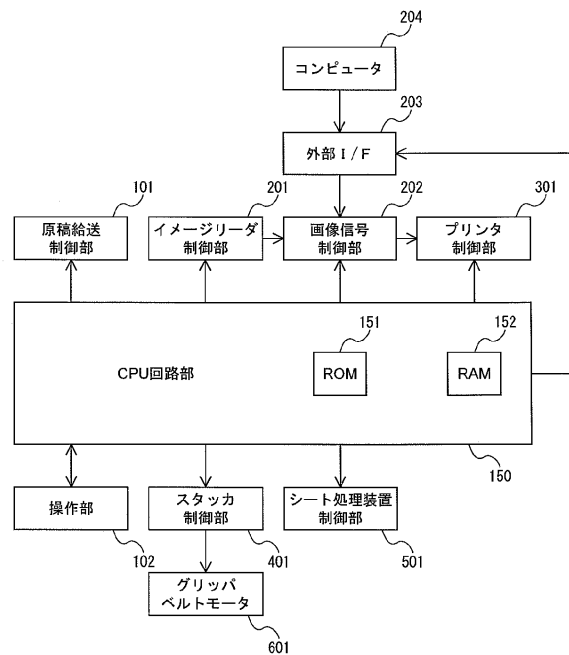 204
コンピュータ
203
外部 I/F
101
201
202
301
原稿給送
制御部
イメージリーダ
制御部
画像信号
制御部
プリンタ
制御部
151
152
CPU回路部
ROM
RAM
150
操作部
スタッカ
制御部
シート処理装置
制御部
102
401
501
グリッパ
ベルトモータ
601